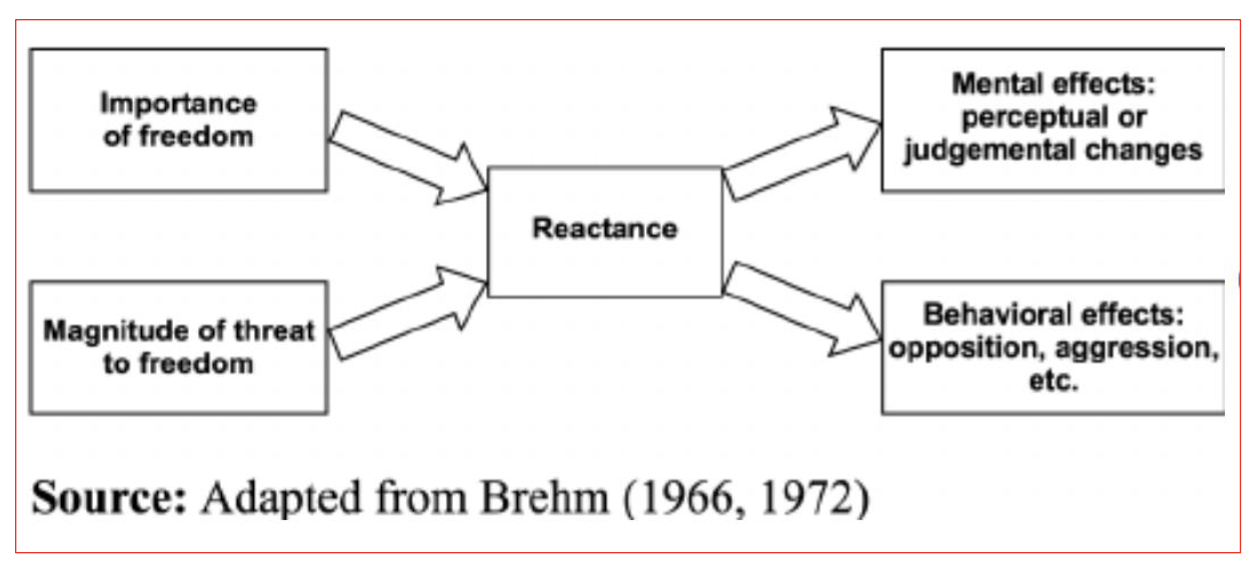 Importance
of freedom
Magnitude of threat
to freedom
Reactance
Mental effects:
perceptual or
judgemental changes
Behavioral effects:
opposition, aggression,
etc.
Source: Adapted from Brehm (1966, 1972)